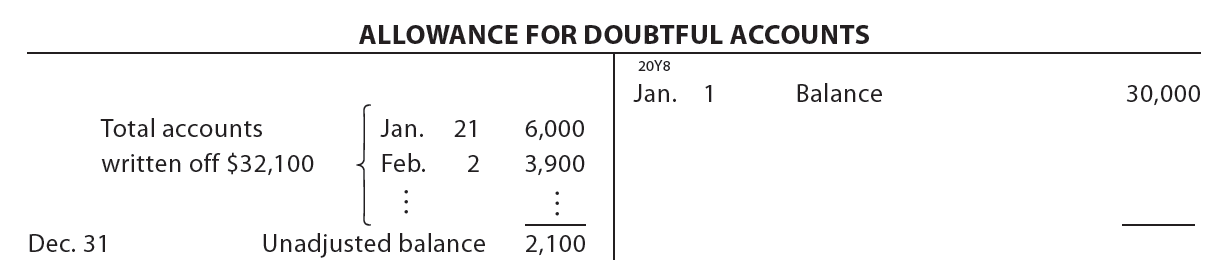 ALLOWANCE FOR DOUBTFUL ACCOUNTS
20Y8
Jan. 1 Balance 30,000
Total accounts Jan. 21 6,000
written off $32,100 Feb. 2 3,900
⋮ ⋮
Dec. 31 Unadjusted balance 2,100